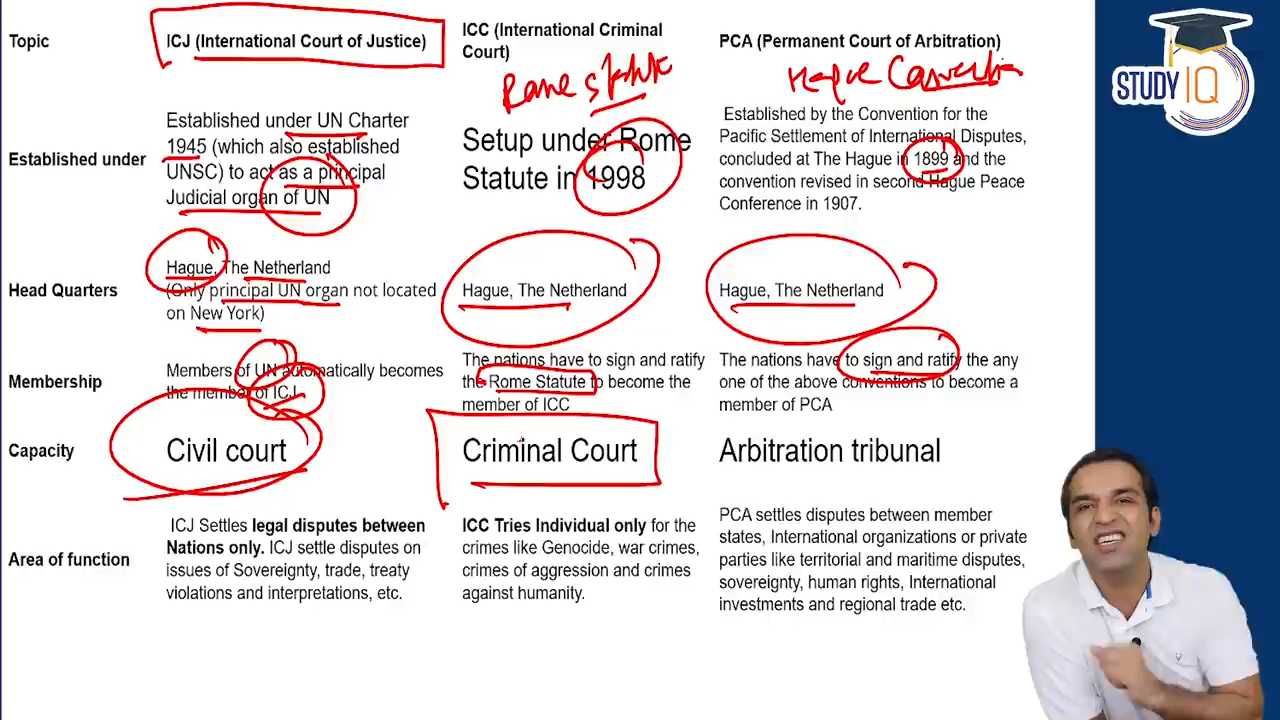 Topic
ICJ (International Court of Justice)
ICC (International Criminal
Court)
PCA (Permanent Court of Arbitration)
Rome statute
Hague Convention
STUDY IQ
Established under
Established under UN Charter
1945 (which also established
UNSC) to act as a principal
Judicial organ of UN
Setup under Rome
Statute in 1998
Established by the Convention for the
Pacific Settlement of International Disputes,
concluded at The Hague in 1899 and the
convention revised in second Hague Peace
Conference in 1907.
Head Quarters
Hague, The Netherland
(Only principal UN organ not located
on New York)
Hague, The Netherland
Hague, The Netherland
Membership
Members of UN automatically becomes
the member of ICJ
The nations have to sign and ratify
the Rome Statute to become the
member of ICC
The nations have to sign and ratify the any
one of the above conventions to become a
member of PCA
Capacity
Civil court
Criminal Court
Arbitration tribunal
Area of function
ICJ Settles legal disputes between
Nations only. ICJ settle disputes on
issues of Sovereignty, trade, treaty
violations and interpretations, etc.
ICC Tries Individual only for the
crimes like Genocide, war crimes,
crimes of aggression and crimes
against humanity.
PCA settles disputes between member
states, International organizations or private
parties like territorial and maritime disputes,
sovereignty, human rights, International
investments and regional trade etc.